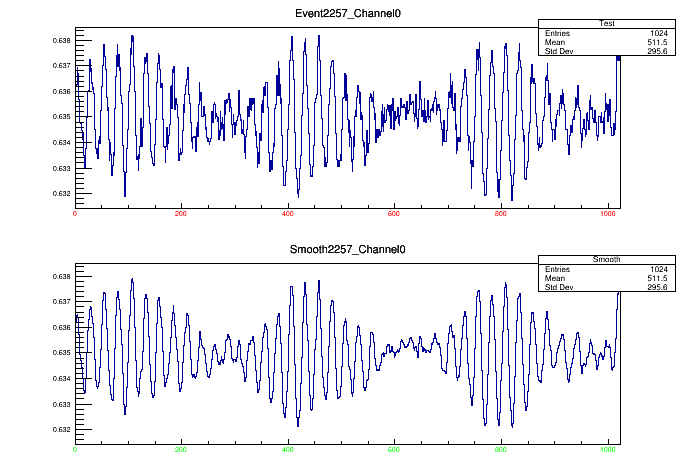 Event2257_Channel0
Test
Entries 1024
Mean 511.5
Std Dev 295.6
0.638
0.637
0.636
0.635
0.634
0.633
0.632
0 200 400 600 800 1000
Smooth2257_Channel0
Smooth
Entries 1024
Mean 511.5
Std Dev 295.6
0.638
0.637
0.636
0.635
0.634
0.633
0.632
0 200 400 600 800 1000